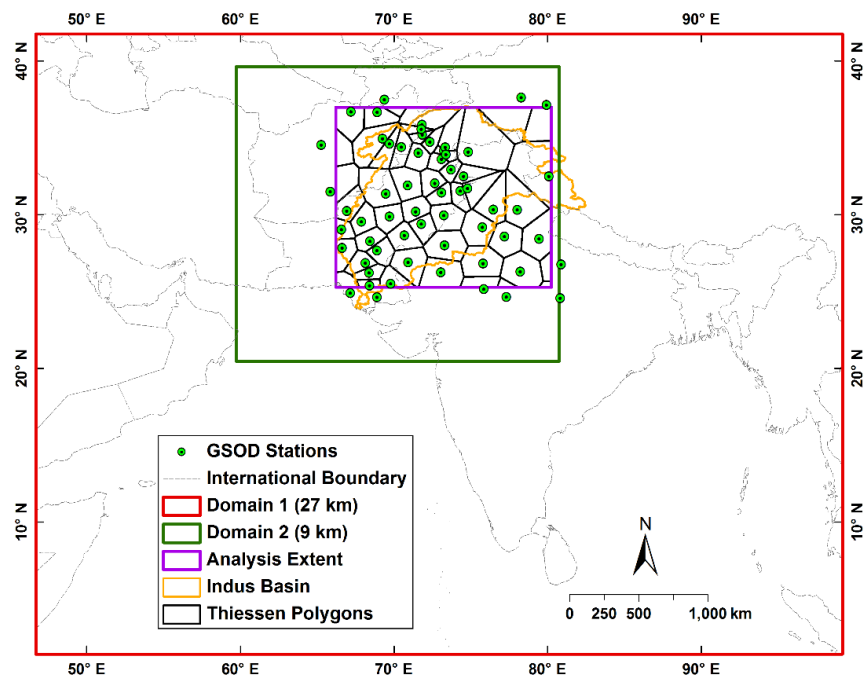 50° E 60° E 70° E 80° E 90° E
40° N 40° N
30° N 30° N
20° N 20° N
10° N 10° N
GSOD Stations
International Boundary
Domain 1 (27 km)
Domain 2 (9 km)
Analysis Extent
Indus Basin
Thiessen Polygons
N
0 250 500 1,000 km
50° E 60° E 70° E 80° E 90° E